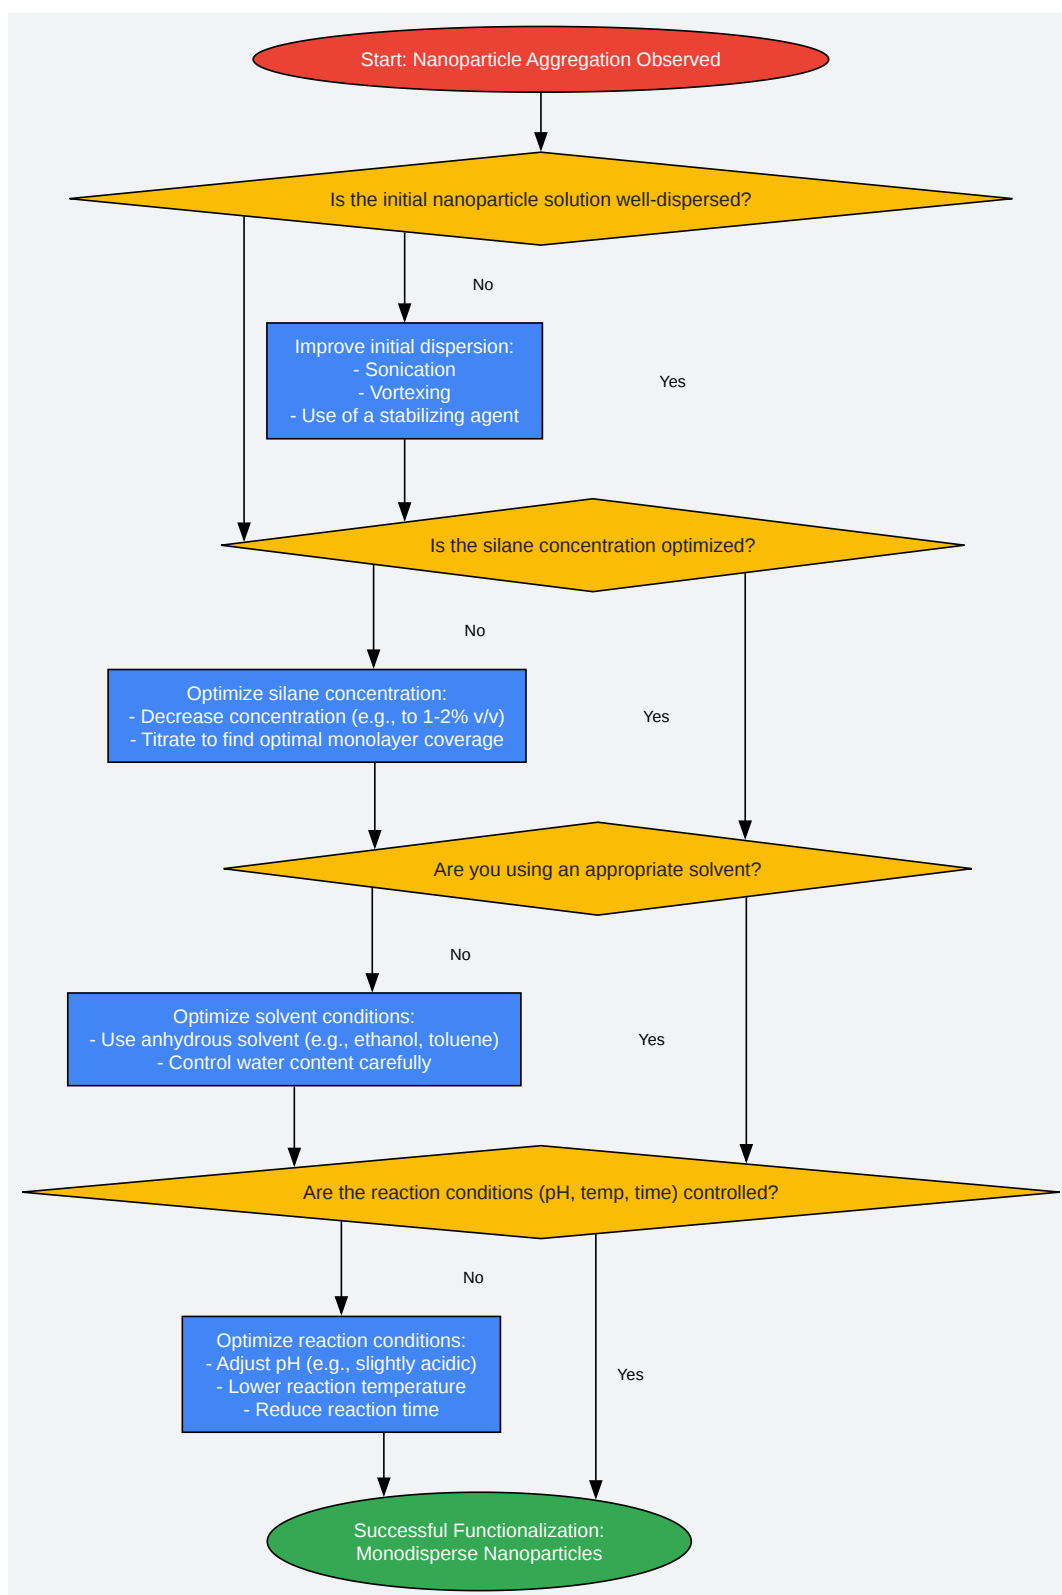 Start: Nanoparticle Aggregation Observed
Is the initial nanoparticle solution well-dispersed?
No
Improve initial dispersion:
- Sonication
- Vortexing
- Use of a stabilizing agent
Yes
Is the silane concentration optimized?
No
Optimize silane concentration:
- Decrease concentration (e.g., to 1-2% v/v)
- Titrate to find optimal monolayer coverage
Yes
Are you using an appropriate solvent?
No
Optimize solvent conditions:
- Use anhydrous solvent (e.g., ethanol, toluene)
- Control water content carefully
Yes
Are the reaction conditions (pH, temp, time) controlled?
No
Optimize reaction conditions:
- Adjust pH (e.g., slightly acidic)
- Lower reaction temperature
- Reduce reaction time
Yes
Successful Functionalization:
Monodisperse Nanoparticles